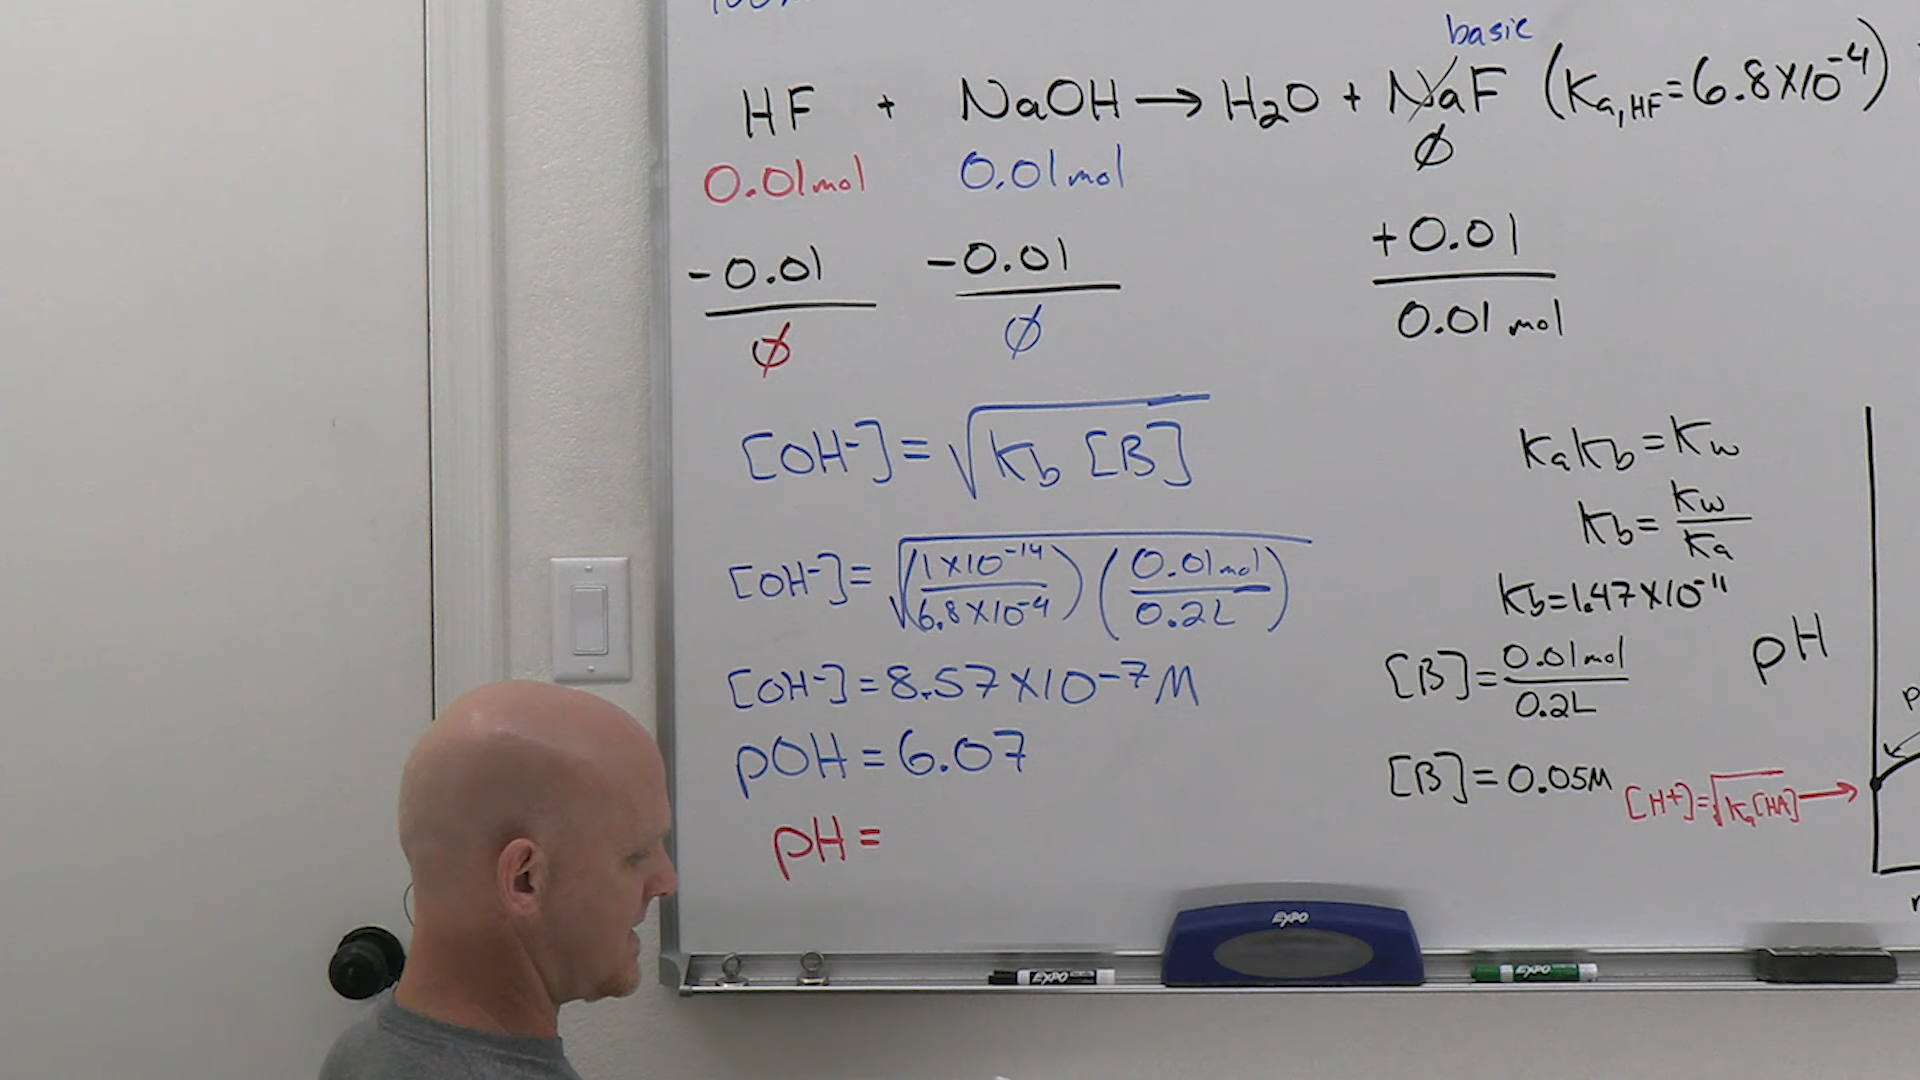 basic
HF + NaOH → H₂O + NaF (Ka,HF = 6.8×10⁻⁴)
0.01mol 0.01mol ∅
-0.01 -0.01 +0.01
∅ ∅ 0.01 mol
[OH⁻] = √Kb [B]
[OH⁻] = √(1×10⁻¹⁴ / 6.8×10⁻⁴) (0.01mol / 0.2L)
[OH⁻] = 8.57×10⁻⁷ M
pOH = 6.07
pH =
KaKb = Kw
Kb = Kw / Ka
Kb = 1.47×10⁻¹¹
[B] = 0.01mol / 0.2L
[B] = 0.05M
pH
[H⁺] = √Ka[HA] →
EXPO
EXPO
EXPO